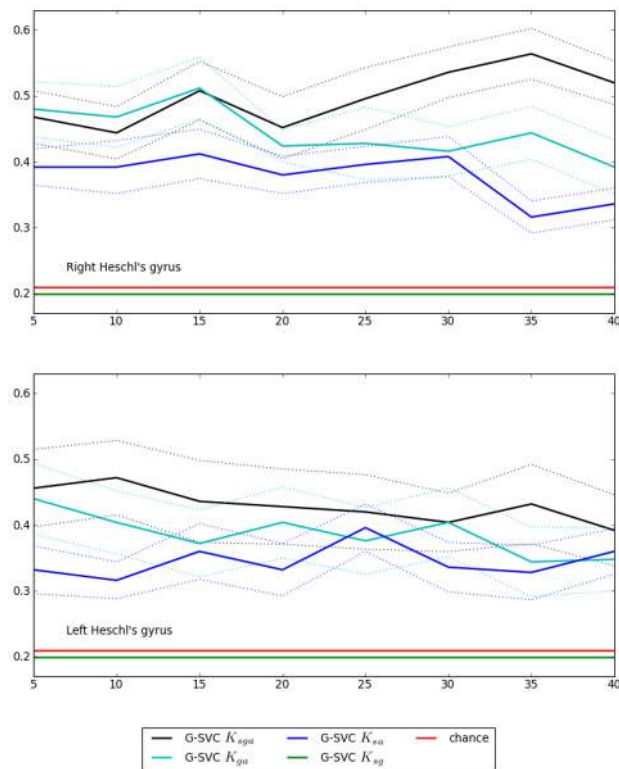 0.6
0.5
0.4
0.3
0.2
Right Heschl's gyrus
5 10 15 20 25 30 35 40
0.6
0.5
0.4
0.3
0.2
Left Heschl's gyrus
5 10 15 20 25 30 35 40
G-SVC K_sga G-SVC K_sa chance
G-SVC K_ga G-SVC K_sg